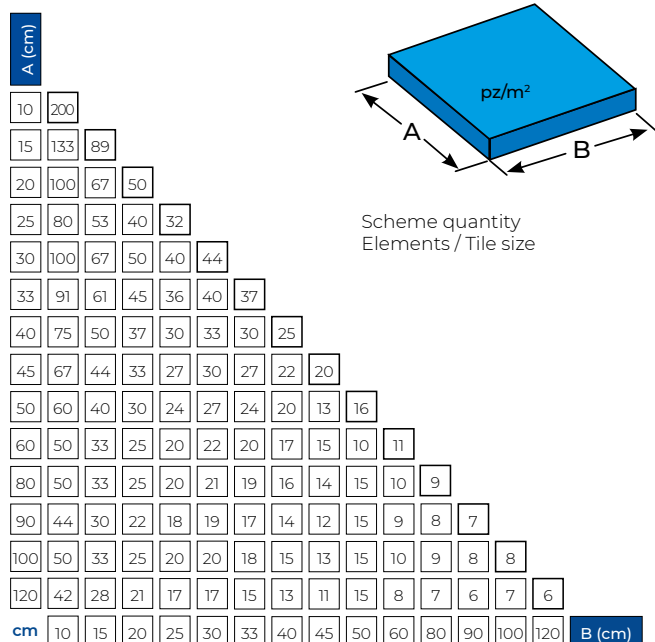 A (cm)
pz/m²
A
B
Scheme quantity
Elements / Tile size
10 200
15 133 89
20 100 67 50
25 80 53 40 32
30 100 67 50 40 44
33 91 61 45 36 40 37
40 75 50 37 30 33 30 25
45 67 44 33 27 30 27 22 20
50 60 40 30 24 27 24 20 13 16
60 50 33 25 20 22 20 17 15 10 11
80 50 33 25 20 21 19 16 14 15 10 9
90 44 30 22 18 19 17 14 12 15 9 8 7
100 50 33 25 20 20 18 15 13 15 10 9 8 8
120 42 28 21 17 17 15 13 11 15 8 7 6 7 6
cm 10 15 20 25 30 33 40 45 50 60 80 90 100 120 B (cm)